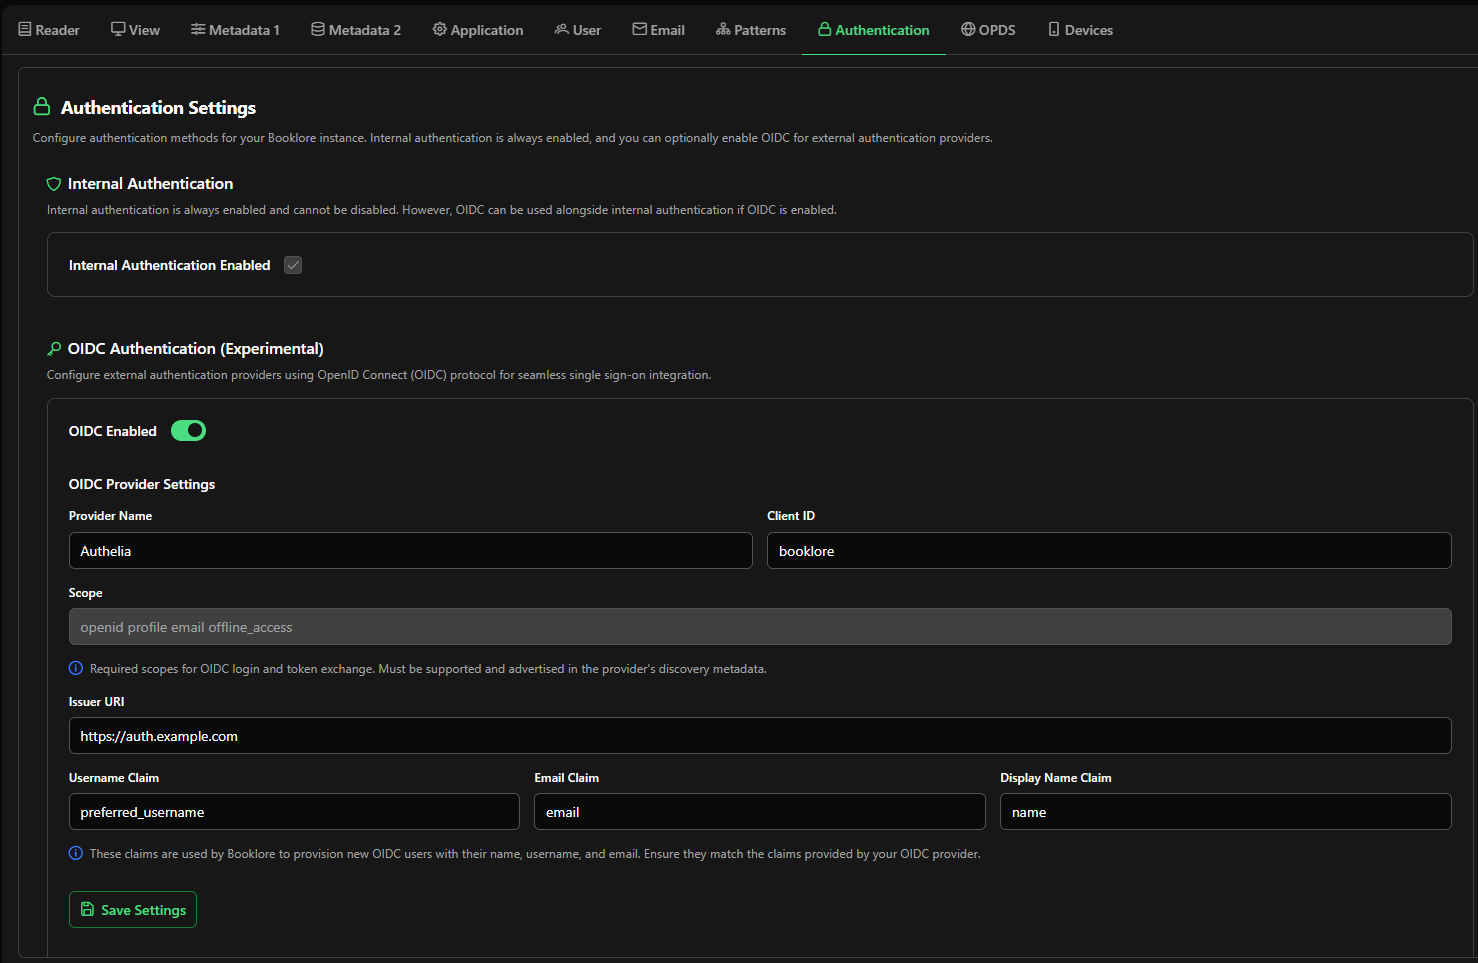 Reader View Metadata 1 Metadata 2 Application User Email Patterns Authentication OPDS Devices
Authentication Settings
Configure authentication methods for your Booklore instance. Internal authentication is always enabled, and you can optionally enable OIDC for external authentication providers.
Internal Authentication
Internal authentication is always enabled and cannot be disabled. However, OIDC can be used alongside internal authentication if OIDC is enabled.
Internal Authentication Enabled
OIDC Authentication (Experimental)
Configure external authentication providers using OpenID Connect (OIDC) protocol for seamless single sign-on integration.
OIDC Enabled
OIDC Provider Settings
Provider Name Client ID
Authelia booklore
Scope
openid profile email offline_access
Required scopes for OIDC login and token exchange. Must be supported and advertised in the provider's discovery metadata.
Issuer URI
https://auth.example.com
Username Claim Email Claim Display Name Claim
preferred_username email name
These claims are used by Booklore to provision new OIDC users with their name, username, and email. Ensure they match the claims provided by your OIDC provider.
Save Settings